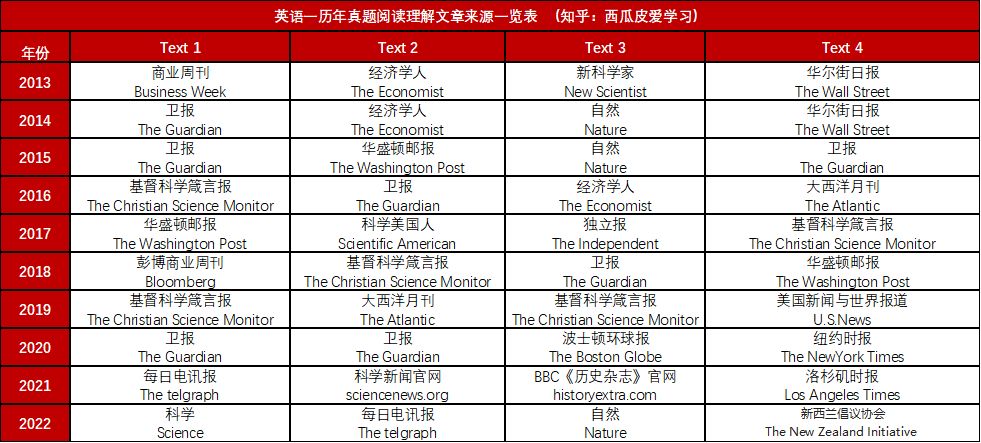 英语一历年真题阅读理解文章来源一览表 （知乎：西瓜皮爱学习）
年份 Text 1 Text 2 Text 3 Text 4
2013
商业周刊 经济学人 新科学家 华尔街日报
Business Week The Economist New Scientist The Wall Street
2014
卫报 经济学人 自然 华尔街日报
The Guardian The Economist Nature The Wall Street
2015
卫报 华盛顿邮报 自然 卫报
The Guardian The Washington Post Nature The Guardian
2016
基督科学箴言报 卫报 经济学人 大西洋月刊
The Christian Science Monitor The Guardian The Economist The Atlantic
2017
华盛顿邮报 科学美国人 独立报 基督科学箴言报
The Washington Post Scientific American The Independent The Christian Science Monitor
2018
彭博商业周刊 基督科学箴言报 卫报 华盛顿邮报
Bloomberg The Christian Science Monitor The Guardian The Washington Post
2019
基督科学箴言报 大西洋月刊 基督科学箴言报 美国新闻与世界报道
The Christian Science Monitor The Atlantic The Christian Science Monitor U.S.News
2020
卫报 卫报 波士顿环球报 纽约时报
The Guardian The Guardian The Boston Globe The NewYork Times
2021
每日电讯报 科学新闻官网 BBC《历史杂志》官网 洛杉矶时报
The telgraph sciencenews.org historyextra.com Los Angeles Times
2022
科学 每日电讯报 自然 新西兰倡议协会
Science The telgraph Nature The New Zealand Initiative